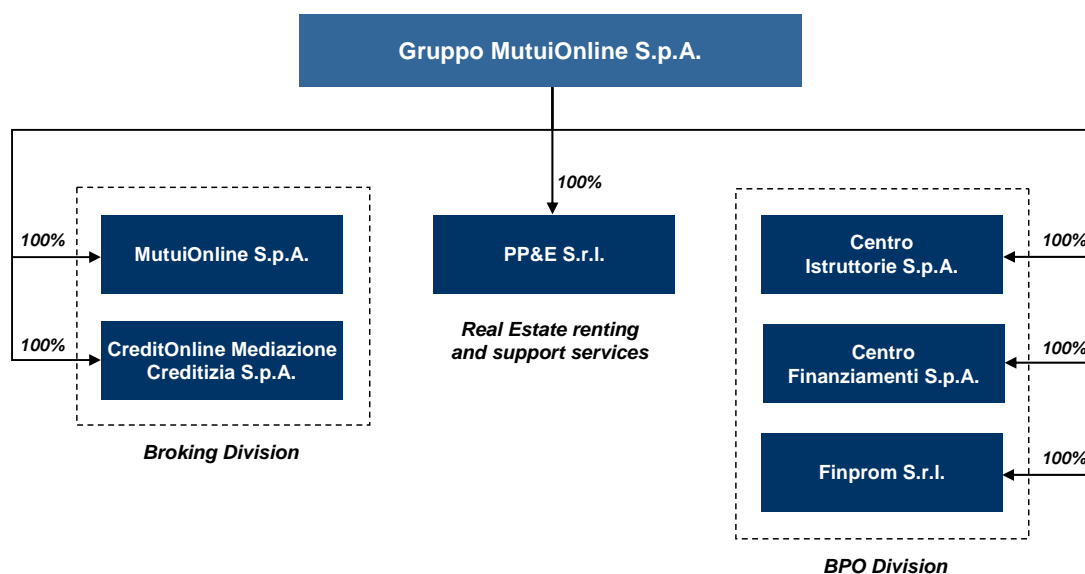 Gruppo MutuiOnline S.p.A.
100%
100%
MutuiOnline S.p.A.
100%
CreditOnline Mediazione
Creditizia S.p.A.
Broking Division
PP&E S.r.l.
Real Estate renting
and support services
Centro
Istruttorie S.p.A.
100%
Centro
Finanziamenti S.p.A.
100%
Finprom S.r.l.
100%
BPO Division